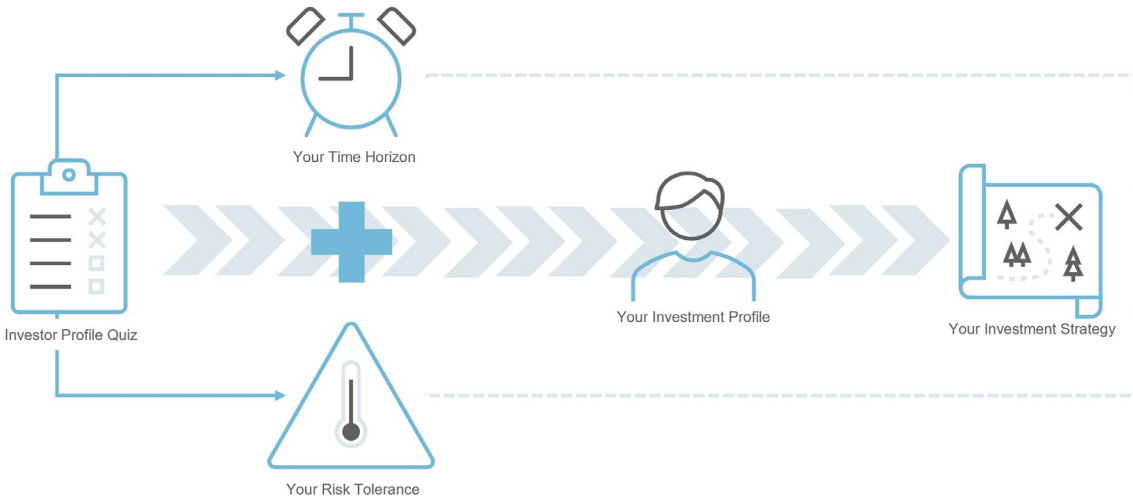 Your Time Horizon
Investor Profile Quiz
Your Investment Profile
Your Investment Strategy
Your Risk Tolerance